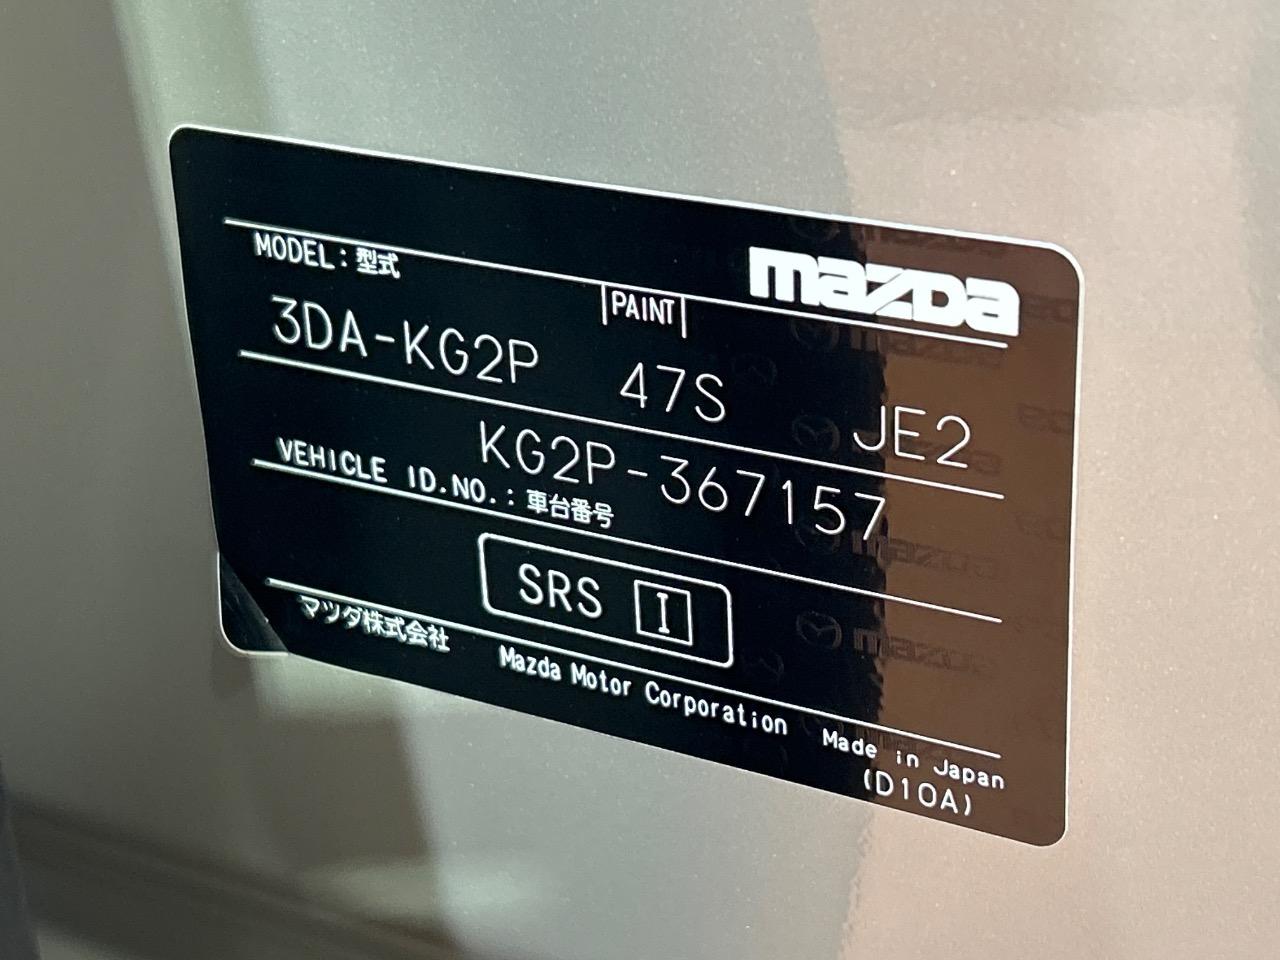 mazda
MODEL：型式
PAINT
3DA-KG2P 47S JE2
KG2P-367157
VEHICLE ID.NO.：車台番号
SRS I
マツダ株式会社 Mazda Motor Corporation Made in Japan
(D10A)